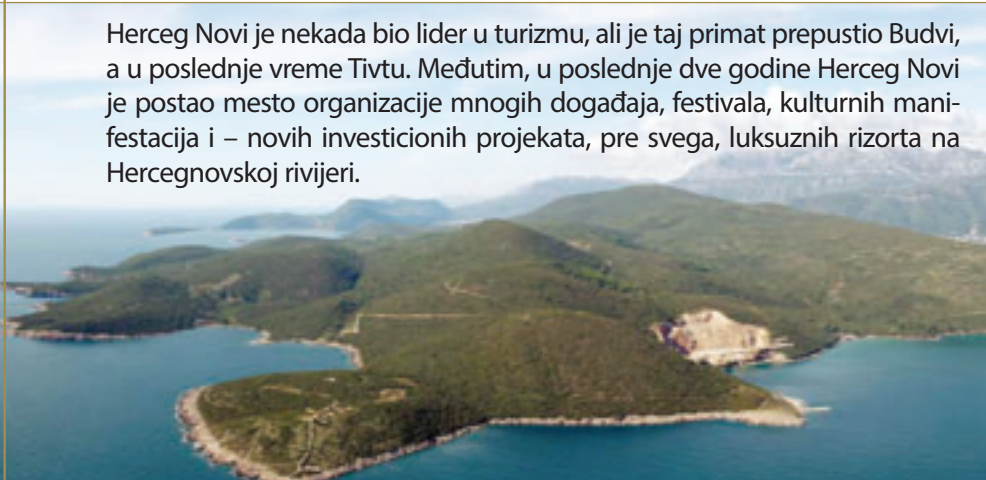 Herceg Novi je nekada bio lider u turizmu, ali je taj primat prepustio Budvi,
a u poslednje vreme Tivtu. Međutim, u poslednje dve godine Herceg Novi
je postao mesto organizacije mnogih događaja, festivala, kulturnih mani-
festacija i – novih investicionih projekata, pre svega, luksuznih rizorta na
Hercegnovskoj rivijeri.